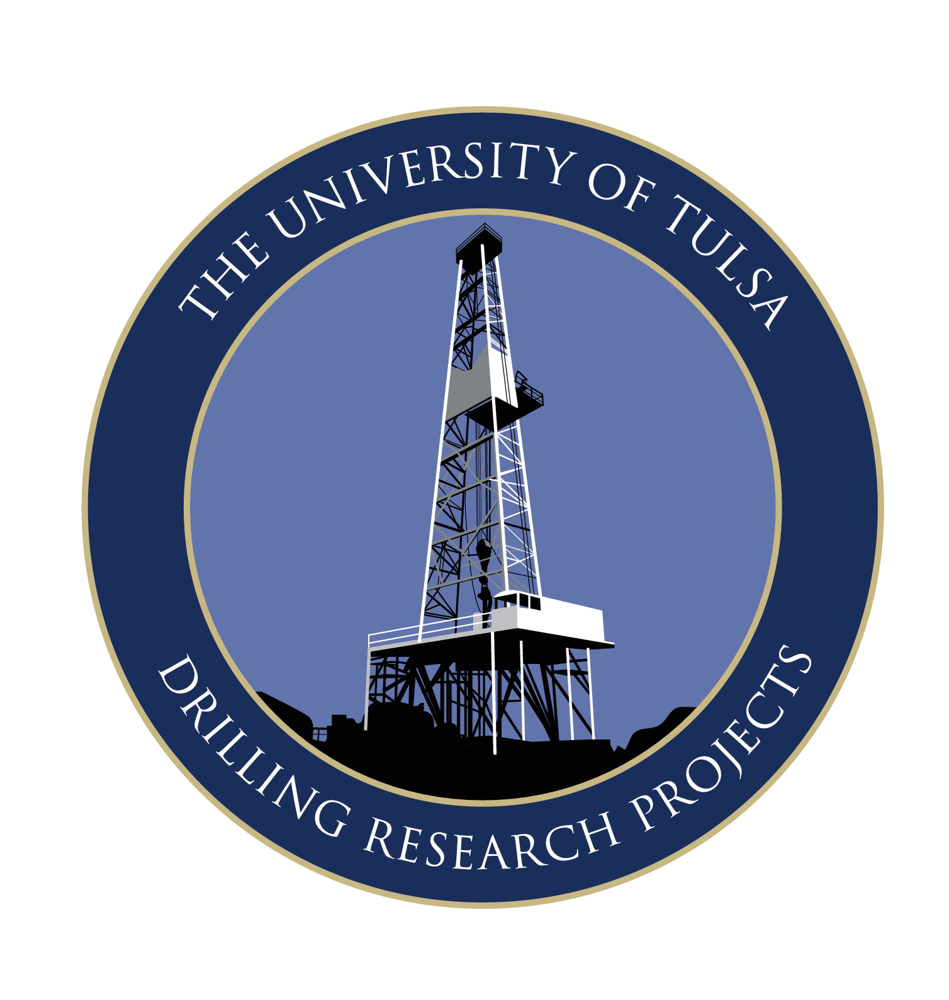 THE UNIVERSITY OF TULSA
DRILLING RESEARCH PROJECTS